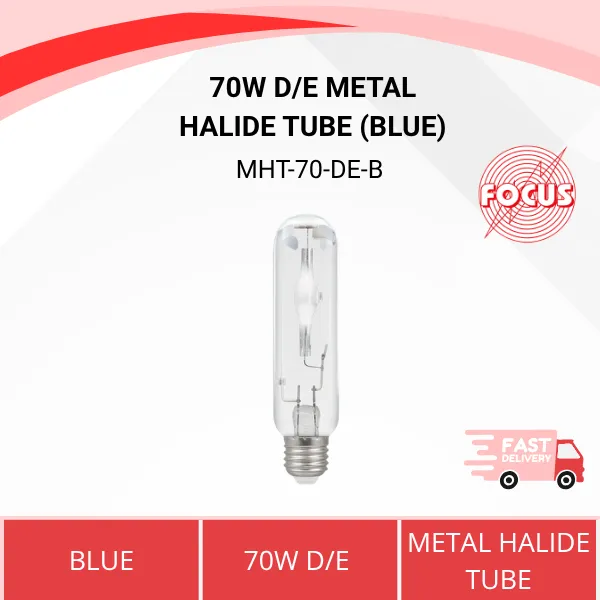 70W D/E METAL
HALIDE TUBE (BLUE)
MHT-70-DE-B
FOCUS
FAST
DELIVERY
BLUE
70W D/E
METAL HALIDE
TUBE